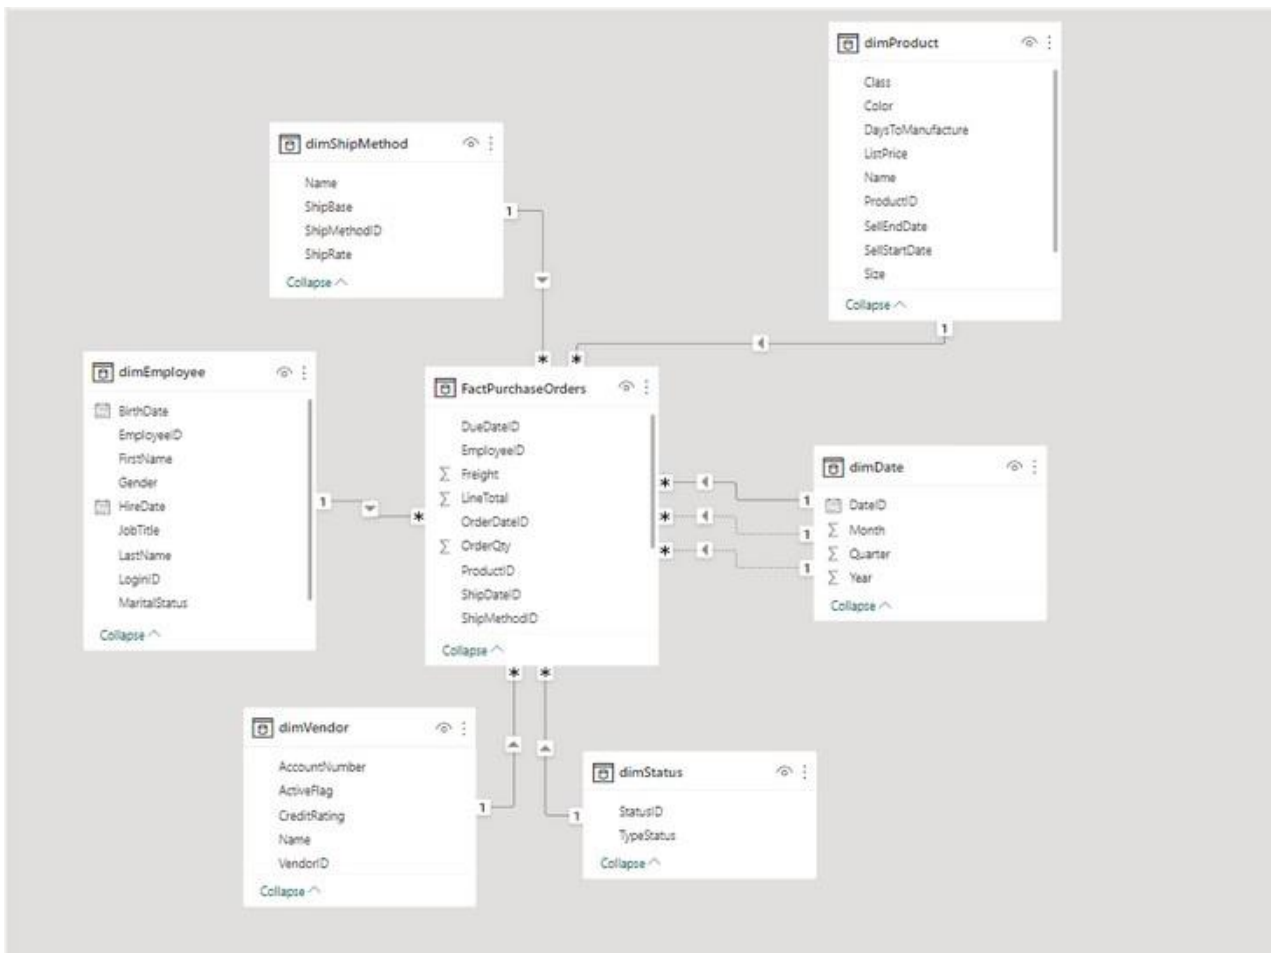 dimProduct
Class
Color
DaysToManufacture
ListPrice
Name
ProductID
SellEndDate
SellStartDate
Size
Collapse
dimShipMethod
Name
ShipBase
ShipMethodID
ShipRate
Collapse
1
1
*
*
dimEmployee
BirthDate
EmployeeID
FirstName
Gender
HireDate
JobTitle
LastName
LoginID
MaritalStatus
Collapse
1
*
FactPurchaseOrders
DueDateID
EmployeeID
Σ Freight
Σ LineTotal
OrderDateID
Σ OrderQty
ProductID
ShipDateID
ShipMethodID
Collapse
*
*
*
1
1
1
dimDate
DateID
Σ Month
Σ Quarter
Σ Year
Collapse
*
*
dimVendor
AccountNumber
ActiveFlag
CreditRating
Name
VendorID
Collapse
1
1
dimStatus
StatusID
TypeStatus
Collapse